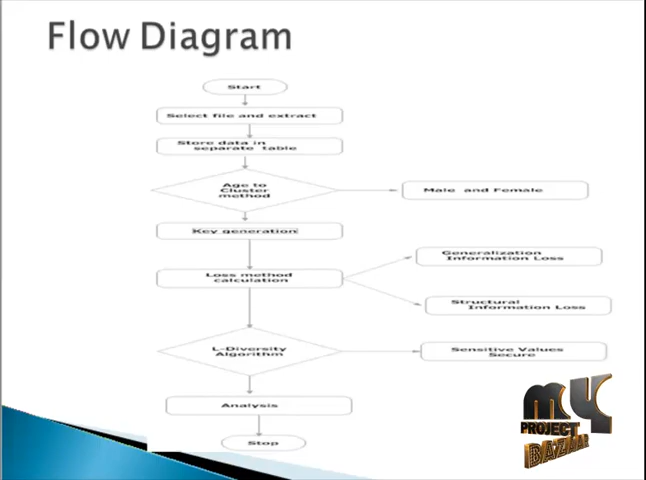 Flow Diagram
Start
Select file and extract
Store data in
separate table
Age to
Cluster
method
Male and Female
Key generation
Generalization
Information Loss
Loss method
calculation
Structural
Information Loss
L-Diversity
Algorithm
Sensitive Values
Secure
Analysis
Stop
MY
PROJECT
BAZAAR